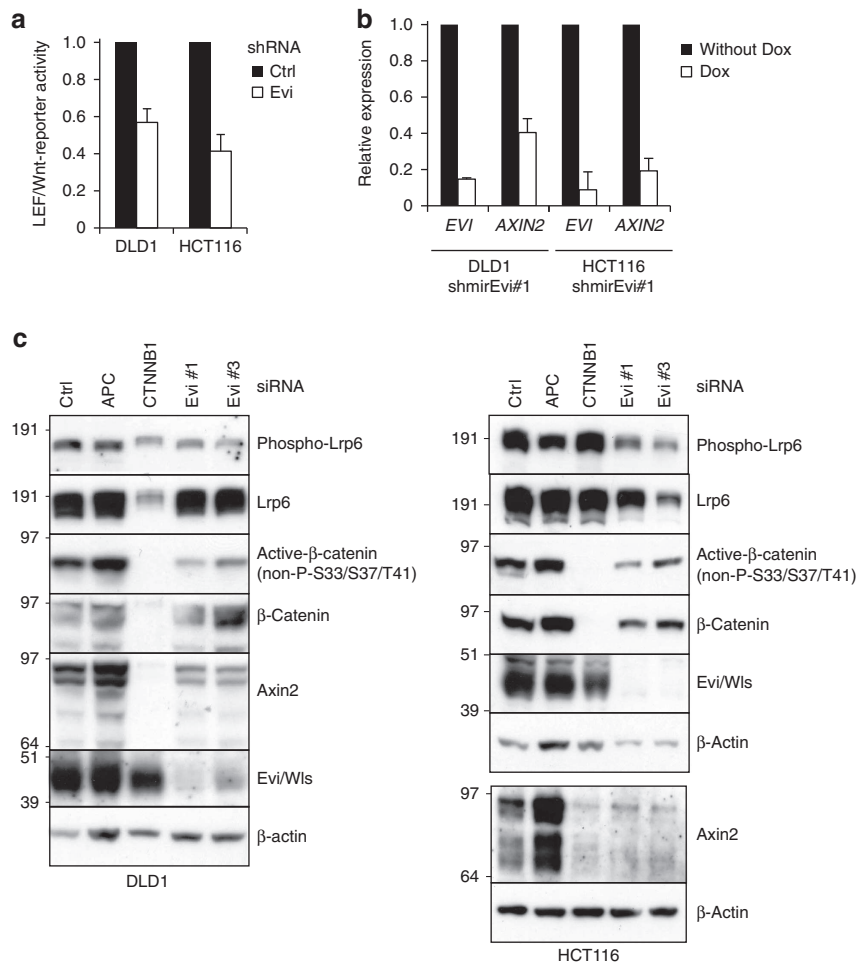 a
LEF/Wnt-reporter activity
1.0
0.8
0.6
0.4
0.2
0
DLD1
HCT116
shRNA
Ctrl
Evi
b
Relative expression
1.0
0.8
0.6
0.4
0.2
0
EVI
AXIN2
EVI
AXIN2
DLD1
shmirEvi#1
HCT116
shmirEvi#1
Without Dox
Dox
c
Ctrl
APC
CTNNB1
Evi #1
Evi #3
siRNA
191
Phospho-Lrp6
191
Lrp6
97
Active-β-catenin
(non-P-S33/S37/T41)
97
β-Catenin
97
Axin2
64
51
Evi/Wls
39
β-actin
DLD1
Ctrl
APC
CTNNB1
Evi #1
Evi #3
siRNA
191
Phospho-Lrp6
191
Lrp6
97
Active-β-catenin
(non-P-S33/S37/T41)
97
β-Catenin
51
Evi/Wls
39
β-Actin
97
Axin2
64
β-Actin
HCT116